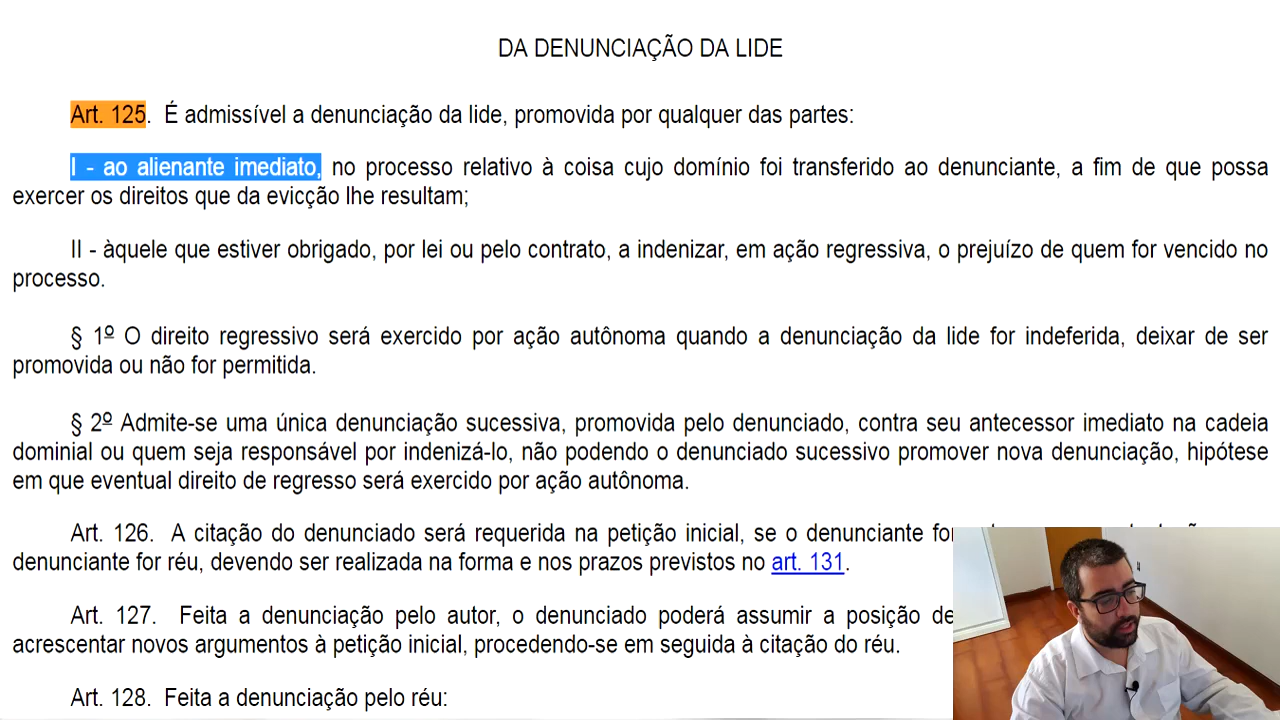 DA DENUNCIAÇÃO DA LIDE
Art. 125.  É admissível a denunciação da lide, promovida por qualquer das partes:
I - ao alienante imediato, no processo relativo à coisa cujo domínio foi transferido ao denunciante, a fim de que possa
exercer os direitos que da evicção lhe resultam;
II - àquele que estiver obrigado, por lei ou pelo contrato, a indenizar, em ação regressiva, o prejuízo de quem for vencido no
processo.
§ 1º O direito regressivo será exercido por ação autônoma quando a denunciação da lide for indeferida, deixar de ser
promovida ou não for permitida.
§ 2º Admite-se uma única denunciação sucessiva, promovida pelo denunciado, contra seu antecessor imediato na cadeia
dominial ou quem seja responsável por indenizá-lo, não podendo o denunciado sucessivo promover nova denunciação, hipótese
em que eventual direito de regresso será exercido por ação autônoma.
Art. 126.  A citação do denunciado será requerida na petição inicial, se o denunciante
denunciante for réu, devendo ser realizada na forma e nos prazos previstos no art. 131.
Art. 127.  Feita a denunciação pelo autor, o denunciado poderá assumir a posição de
acrescentar novos argumentos à petição inicial, procedendo-se em seguida à citação do réu.
Art. 128.  Feita a denunciação pelo réu: